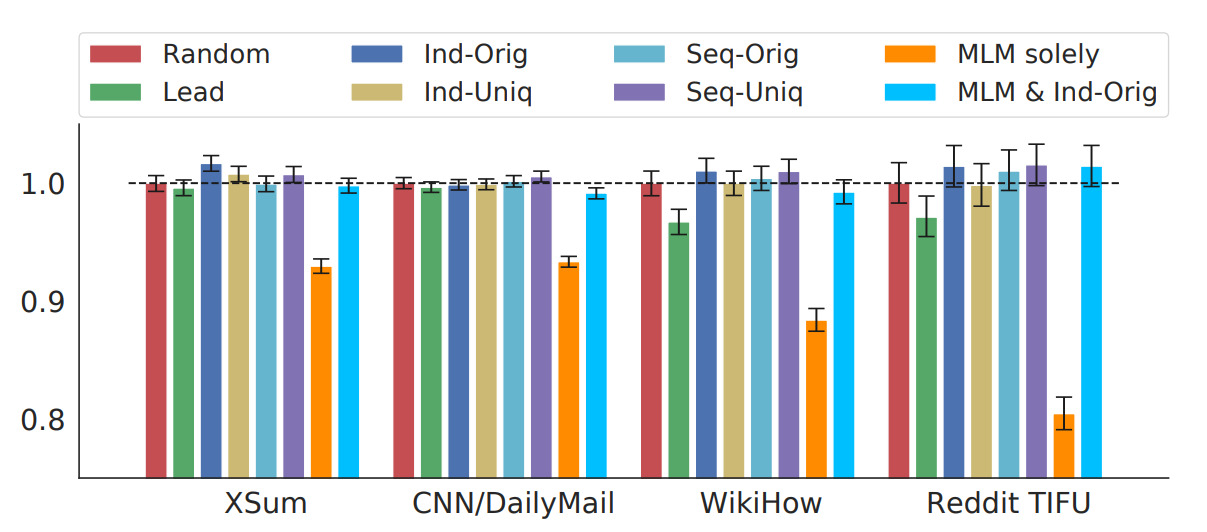 Random Ind-Orig Seq-Orig MLM solely
Lead Ind-Uniq Seq-Uniq MLM & Ind-Orig
1.0
0.9
0.8
XSum CNN/DailyMail WikiHow Reddit TIFU